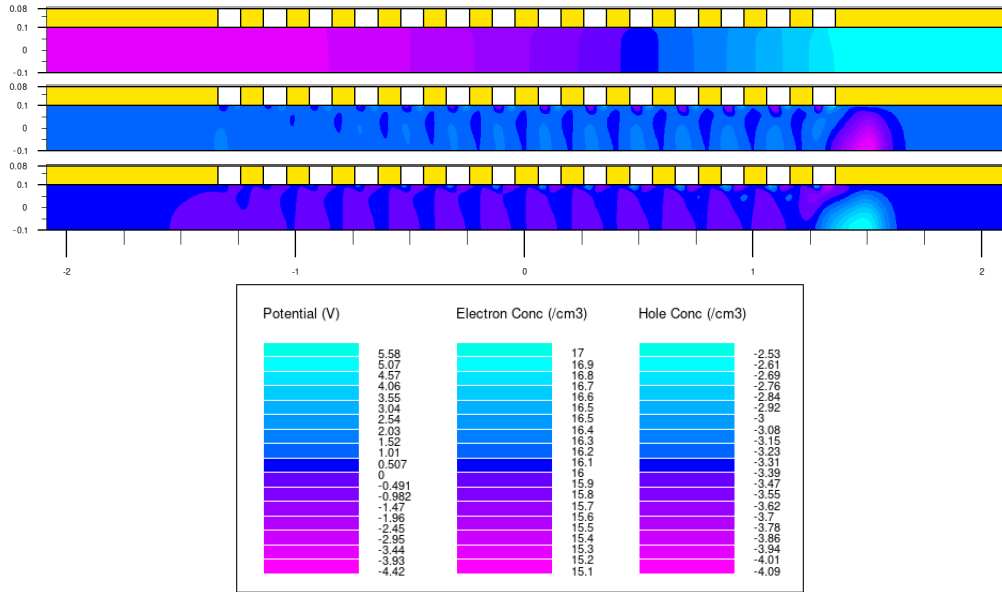 0.08
0.1
0
-0.1
0.08
0.1
0
-0.1
0.08
0.1
0
-0.1
-2 -1 0 1 2
Potential (V) Electron Conc (/cm3) Hole Conc (/cm3)
5.58 17 -2.53
5.07 16.9 -2.61
4.57 16.8 -2.69
4.06 16.7 -2.76
3.55 16.6 -2.84
3.04 16.5 -2.92
2.54 16.5 -3
2.03 16.4 -3.08
1.52 16.3 -3.15
1.01 16.2 -3.23
0.507 16.1 -3.31
0 16 -3.39
-0.491 15.9 -3.47
-0.982 15.8 -3.55
-1.47 15.7 -3.62
-1.96 15.6 -3.7
-2.45 15.5 -3.78
-2.95 15.4 -3.86
-3.44 15.3 -3.94
-3.93 15.2 -4.01
-4.42 15.1 -4.09